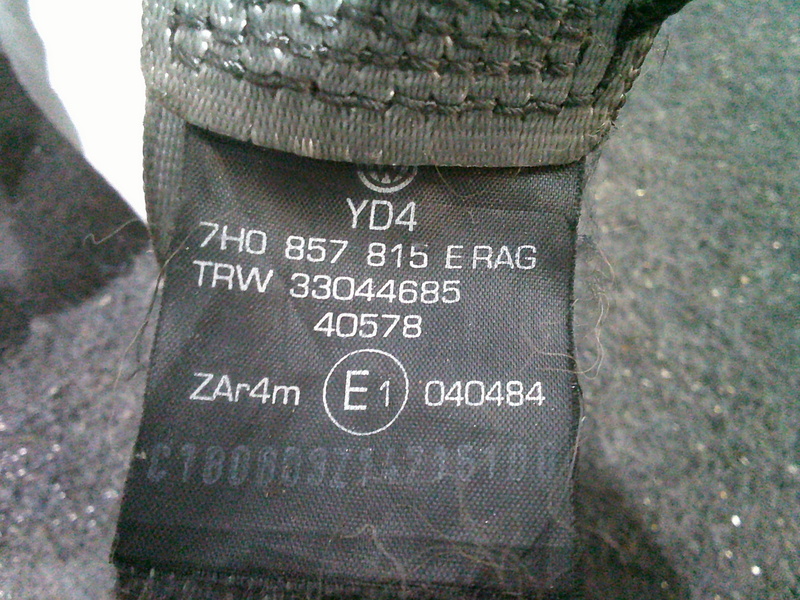 YD4
7H0 857 815 E RAG
TRW 33044685
40578
ZAr4m E1 040484